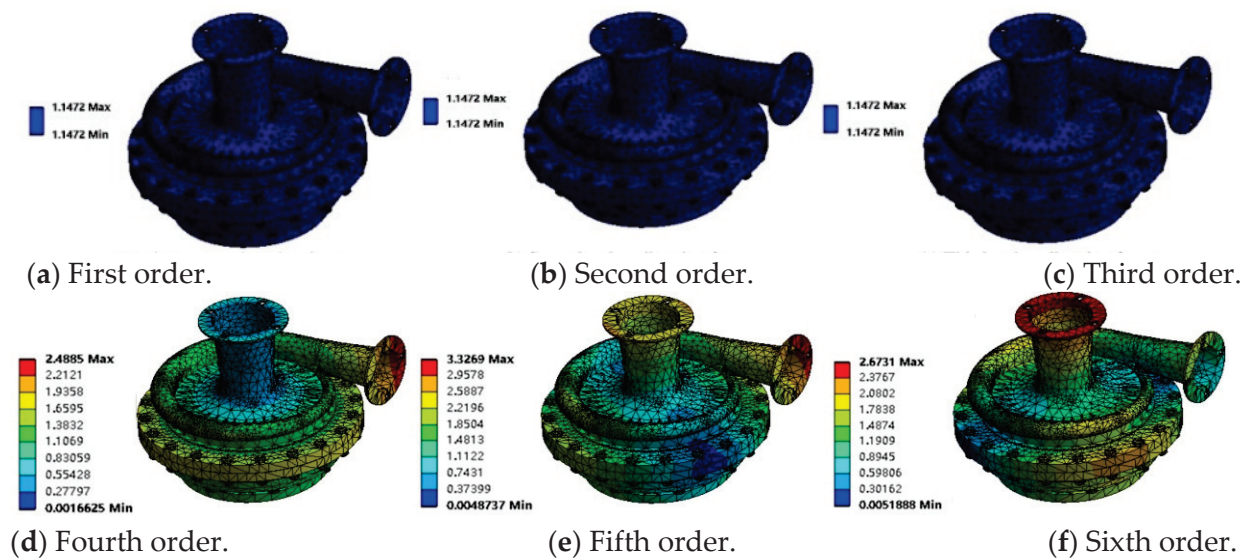 1.1472 Max
1.1472 Min
1.1472 Max
1.1472 Min
1.1472 Max
1.1472 Min
(a) First order.
(b) Second order.
(c) Third order.
2.4885 Max
2.2121
1.9358
1.6595
1.3832
1.1069
0.83059
0.55428
0.27797
0.0016625 Min
3.3269 Max
2.9578
2.5887
2.2196
1.8504
1.4813
1.1122
0.7431
0.37399
0.0048737 Min
2.6731 Max
2.3767
2.0802
1.7838
1.4874
1.1909
0.8945
0.59806
0.30162
0.0051888 Min
(d) Fourth order.
(e) Fifth order.
(f) Sixth order.